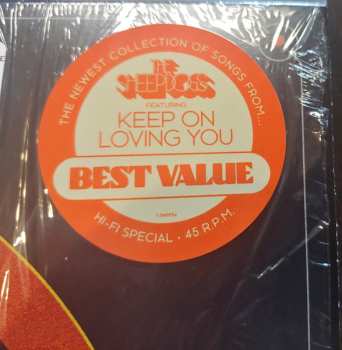 THE NEWEST COLLECTION OF SONGS FROM....
THE
SHEEPDOGS
FEATURING
KEEP ON
LOVING YOU
BEST VALUE
HI-FI SPECIAL • 45 R.P.M.